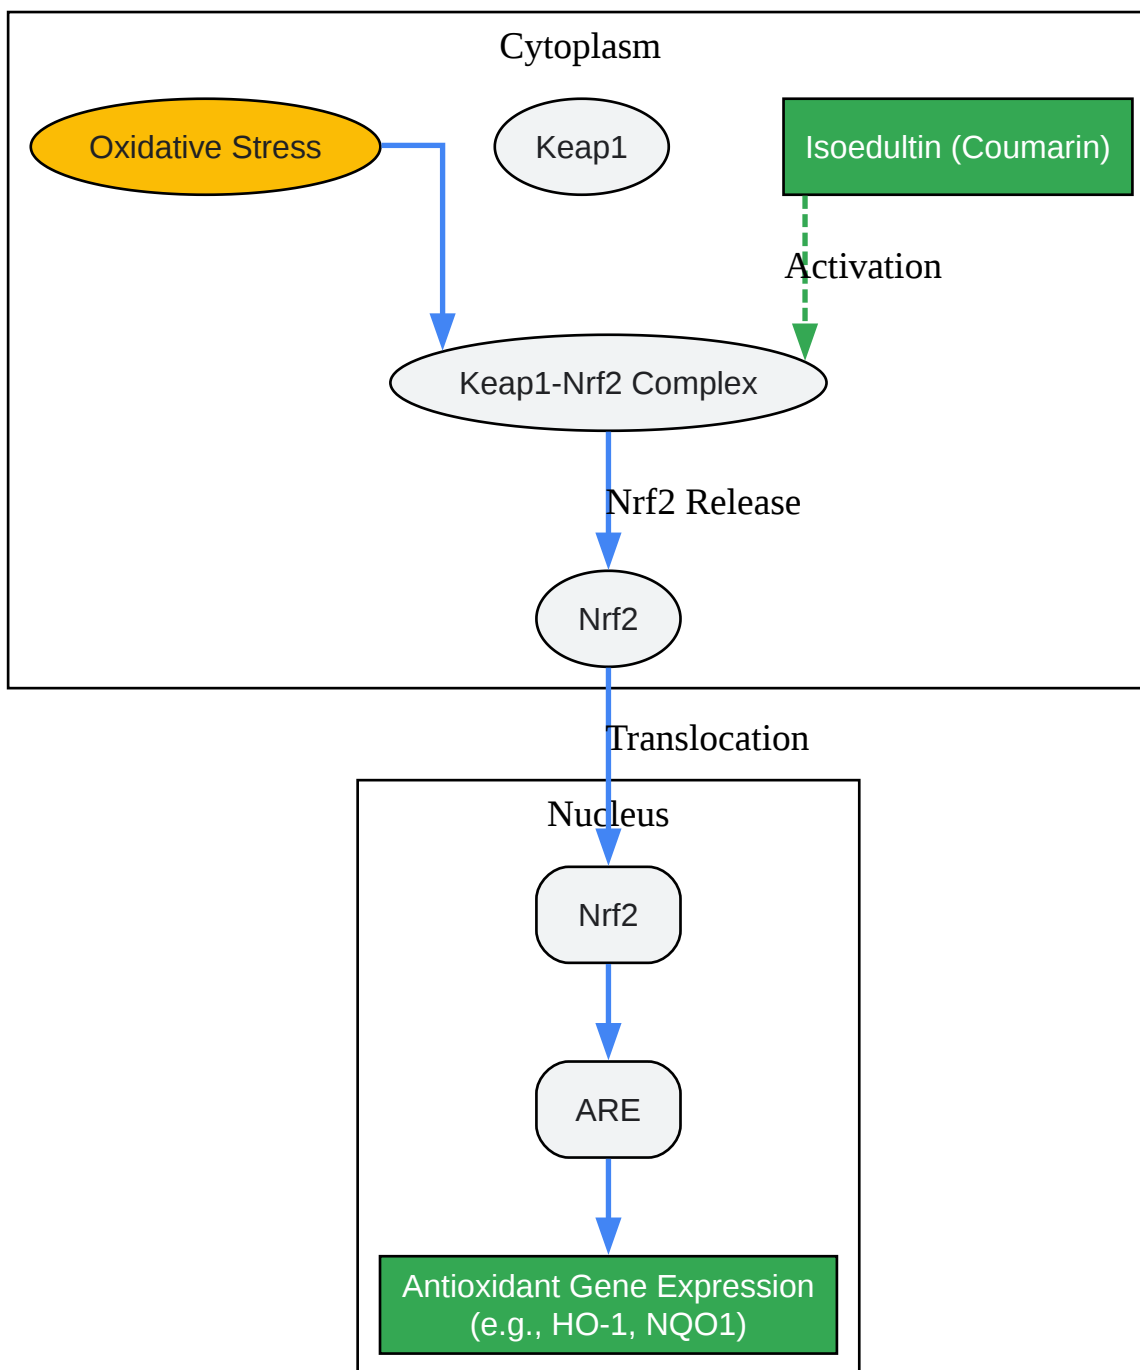 Cytoplasm
Oxidative Stress
Keap1
Isoedultin (Coumarin)
Activation
Keap1-Nrf2 Complex
Nrf2 Release
Nrf2
Translocation
Nucleus
Nrf2
ARE
Antioxidant Gene Expression
(e.g., HO-1, NQO1)